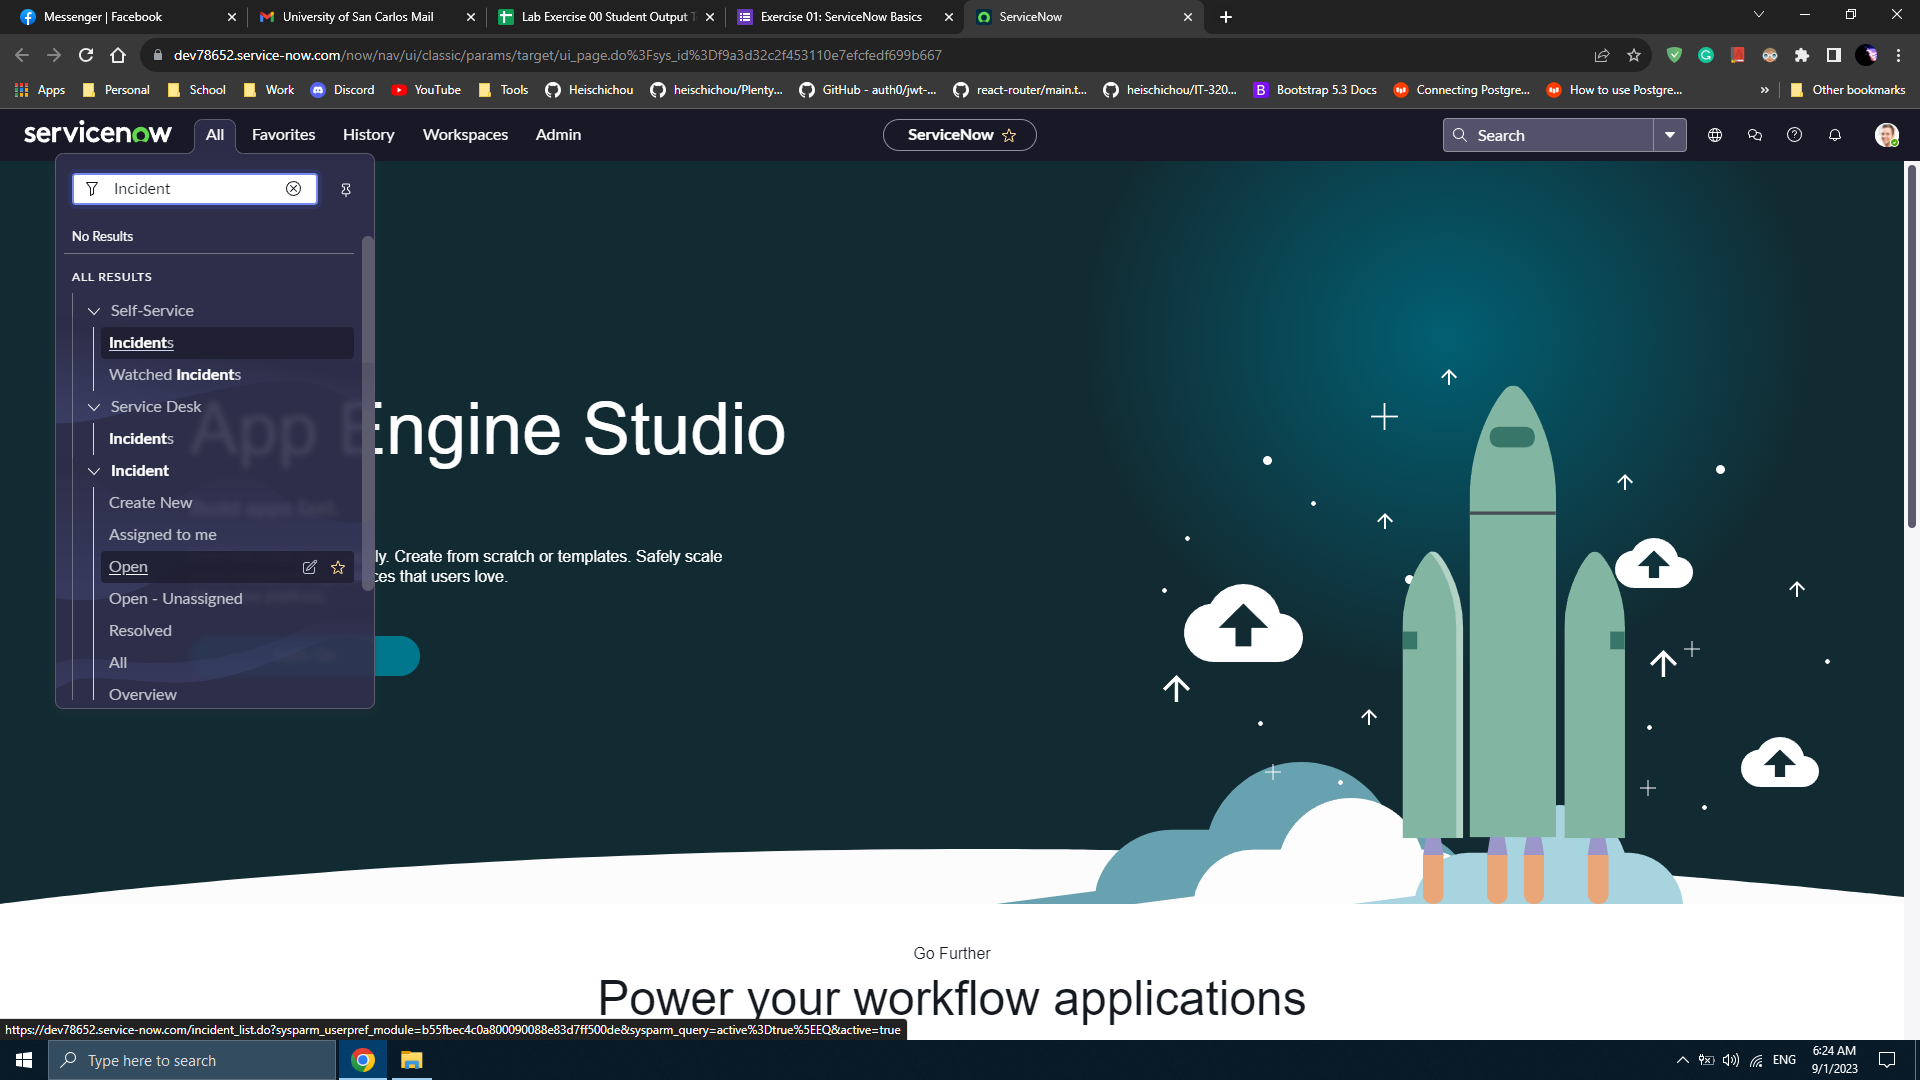 Messenger | Facebook
University of San Carlos Mail
Lab Exercise 00 Student Output T
Exercise 01: ServiceNow Basics
ServiceNow
dev78652.service-now.com/now/nav/ui/classic/params/target/ui_page.do%3Fsys_id%3Df9a3d32c2f453110e7efcfedf699b667
Apps
Personal
School
Work
Discord
YouTube
Tools
Heischichou
heischichou/Plenty...
GitHub - auth0/jwt-...
react-router/main.t...
heischichou/IT-320...
Bootstrap 5.3 Docs
Connecting Postgre...
How to use Postgre...
»
Other bookmarks
servicenow
All
Favorites
History
Workspaces
Admin
ServiceNow
Search
Incident
No Results
ALL RESULTS
Self-Service
Incidents
Watched Incidents
Service Desk
Incidents
Incident
Create New
Assigned to me
Open
Open - Unassigned
Resolved
All
Overview
App Engine Studio
ly. Create from scratch or templates. Safely scale
ces that users love.
Go Further
Power your workflow applications
https://dev78652.service-now.com/incident_list.do?sysparm_userpref_module=b55fbec4c0a800090088e83d7ff500de&sysparm_query=active%3Dtrue%5EEQ&active=true
Type here to search
ENG
6:24 AM
9/1/2023